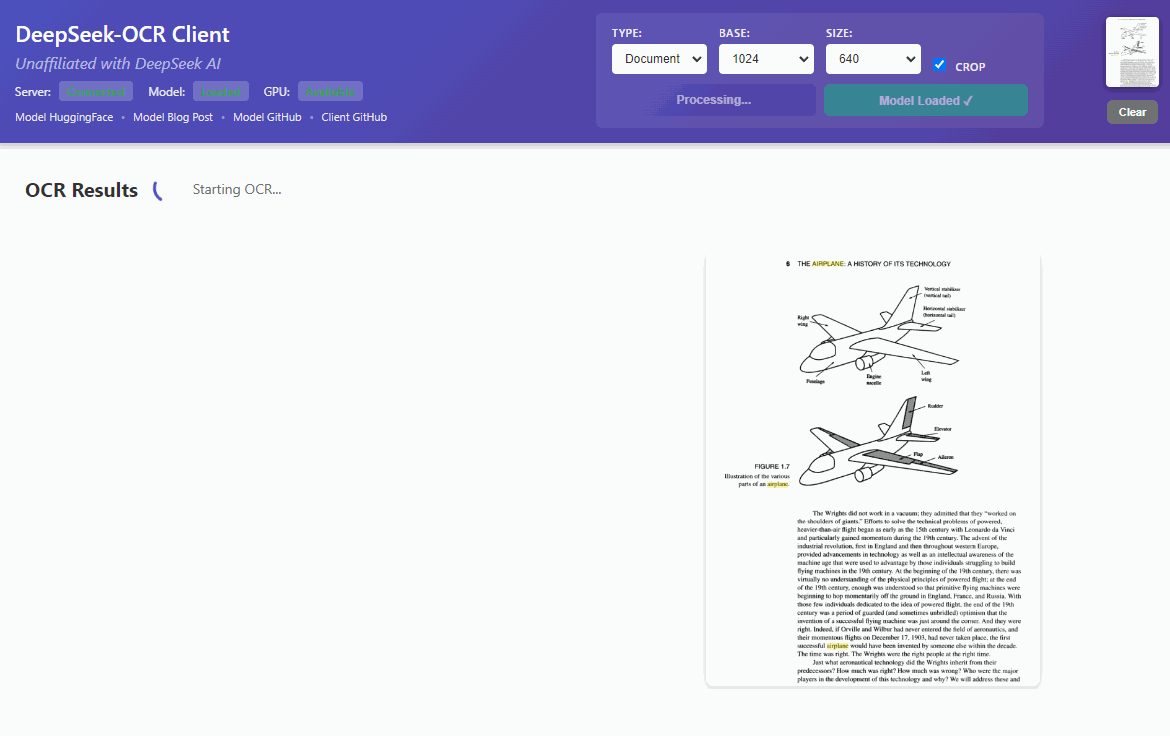 DeepSeek-OCR Client
Unaffiliated with DeepSeek AI
Server: Connected Model: Loaded GPU: Available
Model HuggingFace • Model Blog Post • Model GitHub • Client GitHub
TYPE: BASE: SIZE:
Document 1024 640 CROP
Processing... Model Loaded ✓
Clear
OCR Results Starting OCR...
6 THE AIRPLANE: A HISTORY OF ITS TECHNOLOGY
Vertical stabilizer
(vertical tail)
Horizontal stabilizer
(horizontal tail)
Right
wing
Fuselage
Engine
nacelle
Left
wing
Rudder
Elevator
Flap
Aileron
FIGURE 1.7
Illustration of the various
parts of an airplane.
The Wrights did not work in a vacuum; they admitted that they "worked on
the shoulders of giants." Efforts to solve the technical problems of powered,
heavier-than-air flight began as early as the 15th century with Leonardo da Vinci
and particularly gained momentum during the 19th century. The advent of the
industrial revolution, first in England and then throughout western Europe,
provided advancements in technology as well as an intellectual awareness of the
machine age that were used to advantage by those individuals struggling to build
flying machines in the 19th century. At the beginning of the 19th century, there was
virtually no understanding of the physical principles of powered flight; at the end
of the 19th century, enough was understood so that primitive flying machines were
beginning to hop momentarily off the ground in England, France, and Russia. With
those few individuals dedicated to the idea of powered flight, the end of the 19th
century was a period of guarded (and sometimes unbridled) optimism that the
invention of a successful flying machine was just around the corner. And they were
right. Indeed, if Orville and Wilbur had never entered the field of aeronautics, and
their momentous flights on December 17, 1903, had never taken place, the first
successful airplane would have been invented by someone else within the decade.
The time was right. The Wrights were the right people at the right time.
Just what aeronautical technology did the Wrights inherit from their
predecessors? How much was right? How much was wrong? Who were the major
players in the development of this technology and why? We will address these and